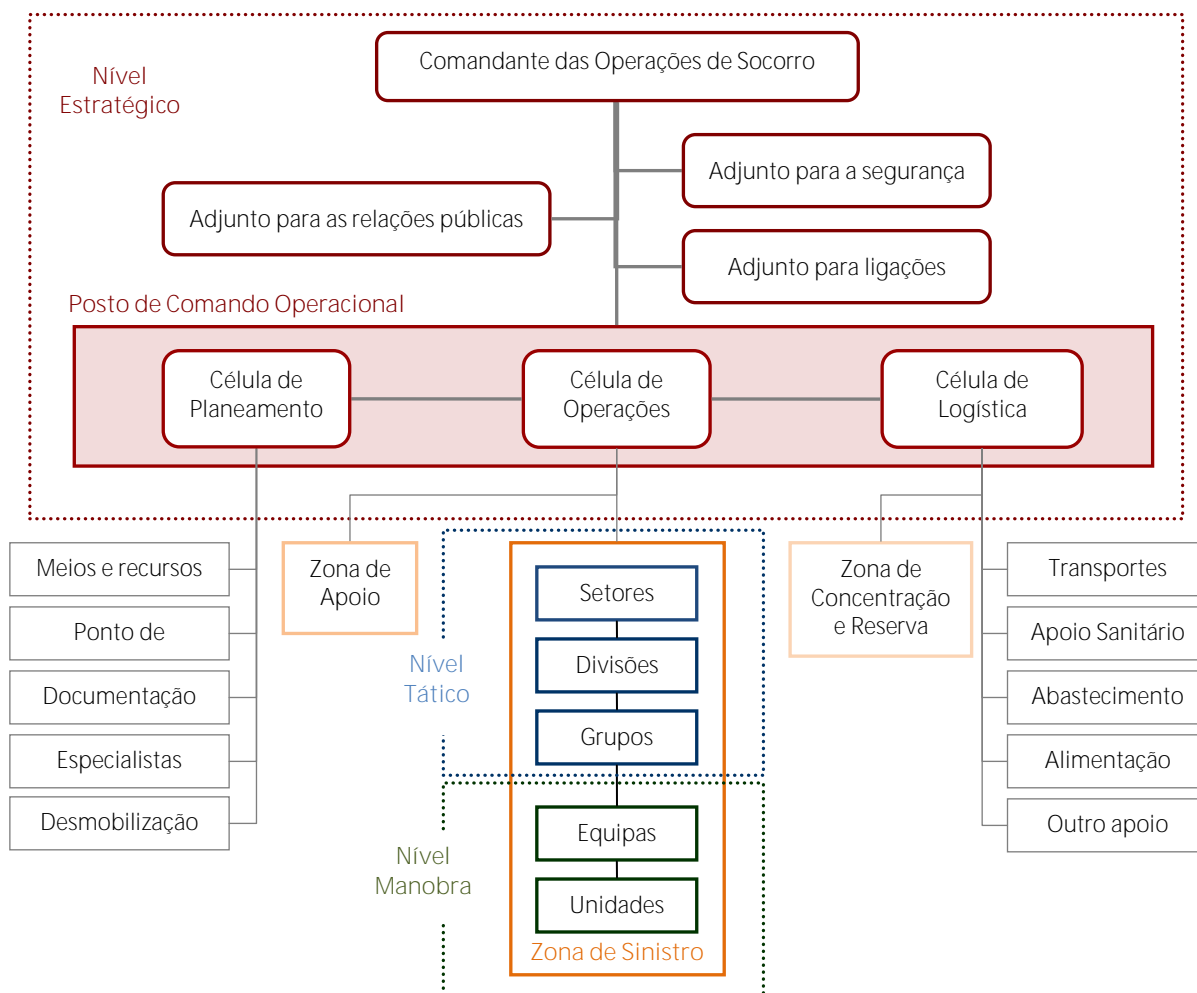 Comandante das Operações de Socorro
Nível
Estratégico
Adjunto para a segurança
Adjunto para as relações públicas
Adjunto para ligações
Posto de Comando Operacional
Célula de
Planeamento
Célula de
Operações
Célula de
Logística
Meios e recursos
Ponto de
Documentação
Especialistas
Desmobilização
Zona de
Apoio
Nível
Tático
Setores
Divisões
Grupos
Nível
Manobra
Equipas
Unidades
Zona de Sinistro
Zona de
Concentração
e Reserva
Transportes
Apoio Sanitário
Abastecimento
Alimentação
Outro apoio